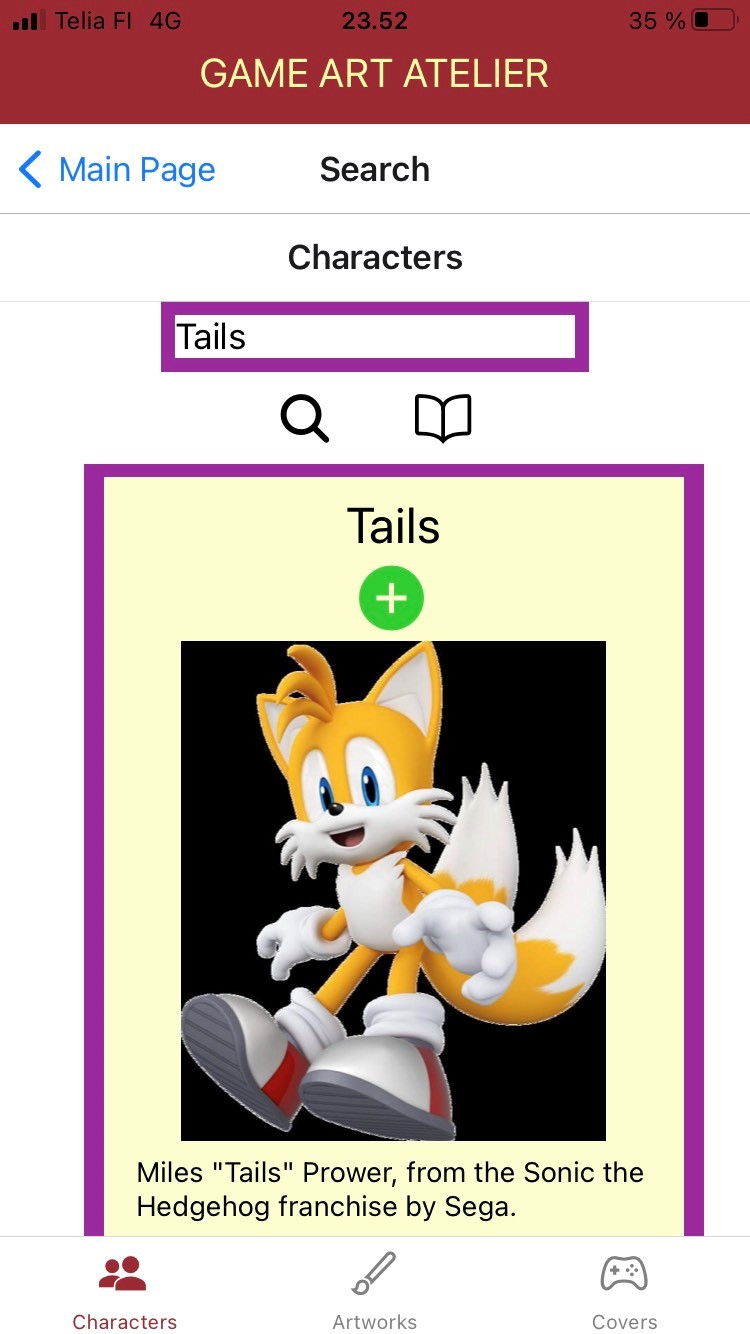 Telia FI 4G 23.52 35 %
GAME ART ATELIER
Main Page Search
Characters
Tails
Tails
Miles "Tails" Prower, from the Sonic the
Hedgehog franchise by Sega.
Characters Artworks Covers